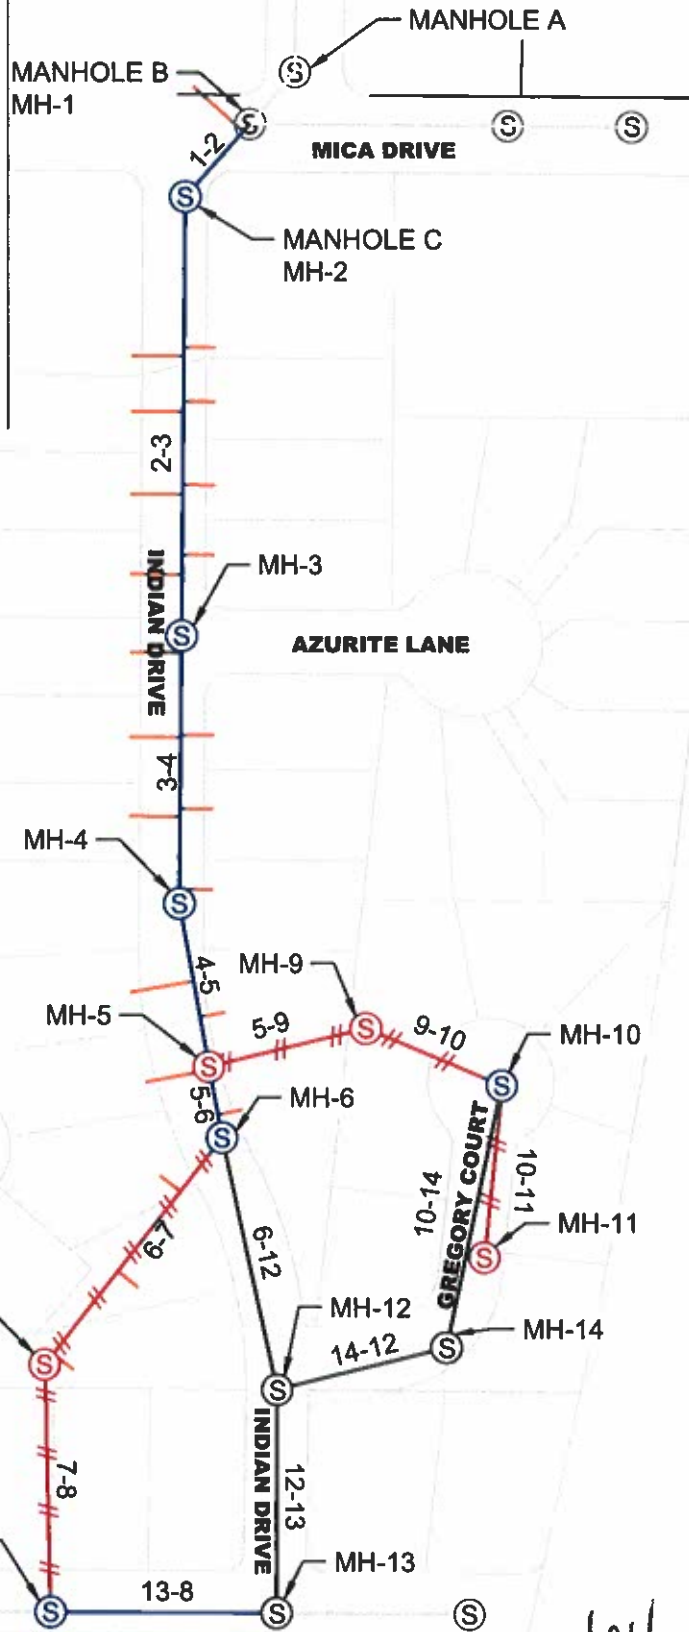 MANHOLE A
MANHOLE B
MH-1
S
S
S
S
MICA DRIVE
1-2
S
MANHOLE C
MH-2
2-3
MH-3
INDIAN DRIVE
S
AZURITE LANE
3-4
MH-4
S
4-5
MH-9
MH-5
5-9
S
9-10
MH-10
S
S
5-6
MH-6
S
GREGORY COURT
10-14
10-11
MH-11
6-7
6-12
S
MH-12
MH-14
14-12
S
S
S
INDIAN DRIVE
7-8
12-13
MH-13
13-8
S
S
S